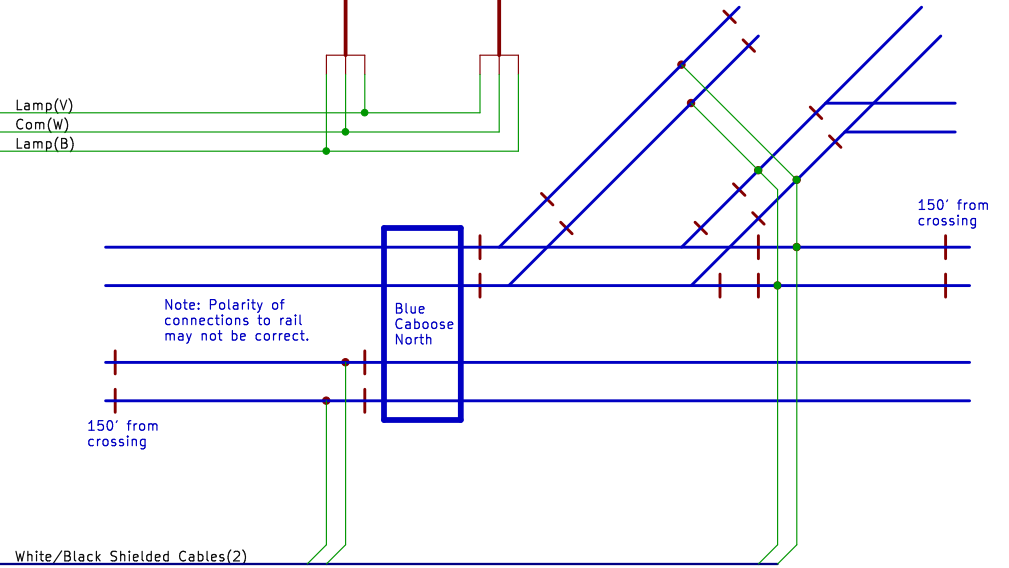 Lamp(V)
Com(W)
Lamp(B)
150' from
crossing
Note: Polarity of
connections to rail
may not be correct.
Blue
Caboose
North
150' from
crossing
White/Black Shielded Cables(2)